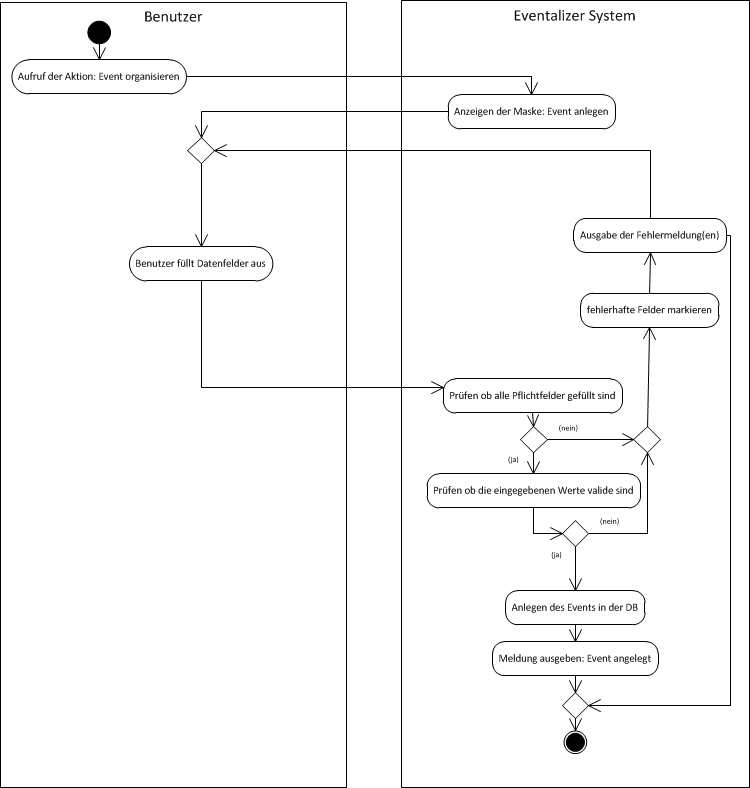 Benutzer
Eventalizer System
Aufruf der Aktion: Event organisieren
Anzeigen der Maske: Event anlegen
Ausgabe der Fehlermeldung(en)
Benutzer füllt Datenfelder aus
fehlerhafte Felder markieren
Prüfen ob alle Pflichtfelder gefüllt sind
(nein)
(ja)
Prüfen ob die eingegebenen Werte valide sind
(nein)
(ja)
Anlegen des Events in der DB
Meldung ausgeben: Event angelegt